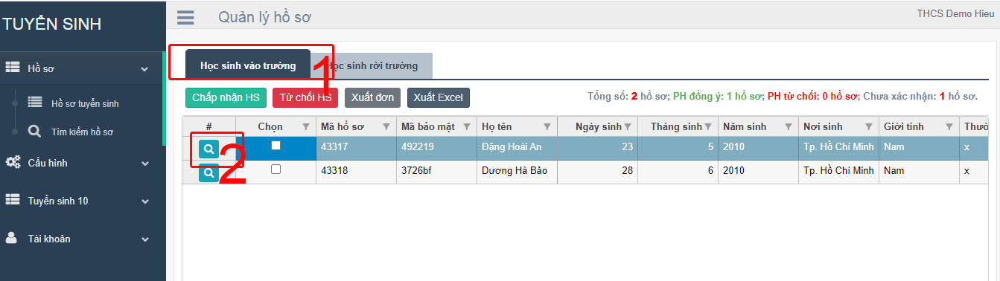 TUYỂN SINH
Quản lý hồ sơ
THCS Demo Hieu
Hồ sơ
Hồ sơ tuyển sinh
Tìm kiếm hồ sơ
Cấu hình
Tuyển sinh 10
Tài khoản
Học sinh vào trường
1
Học sinh rời trường
Chấp nhận HS Từ chối HS Xuất đơn Xuất Excel
Tổng số: 2 hồ sơ; PH đồng ý: 1 hồ sơ; PH từ chối: 0 hồ sơ; Chưa xác nhận: 1 hồ sơ.
# Chọn Mã hồ sơ Mã bảo mật Họ tên Ngày sinh Tháng sinh Năm sinh Nơi sinh Giới tính Thườ
2
43317 492219 Đặng Hoài An 23 5 2010 Tp. Hồ Chí Minh Nam x
43318 3726bf Dương Hà Bảo 28 6 2010 Tp. Hồ Chí Minh Nam x